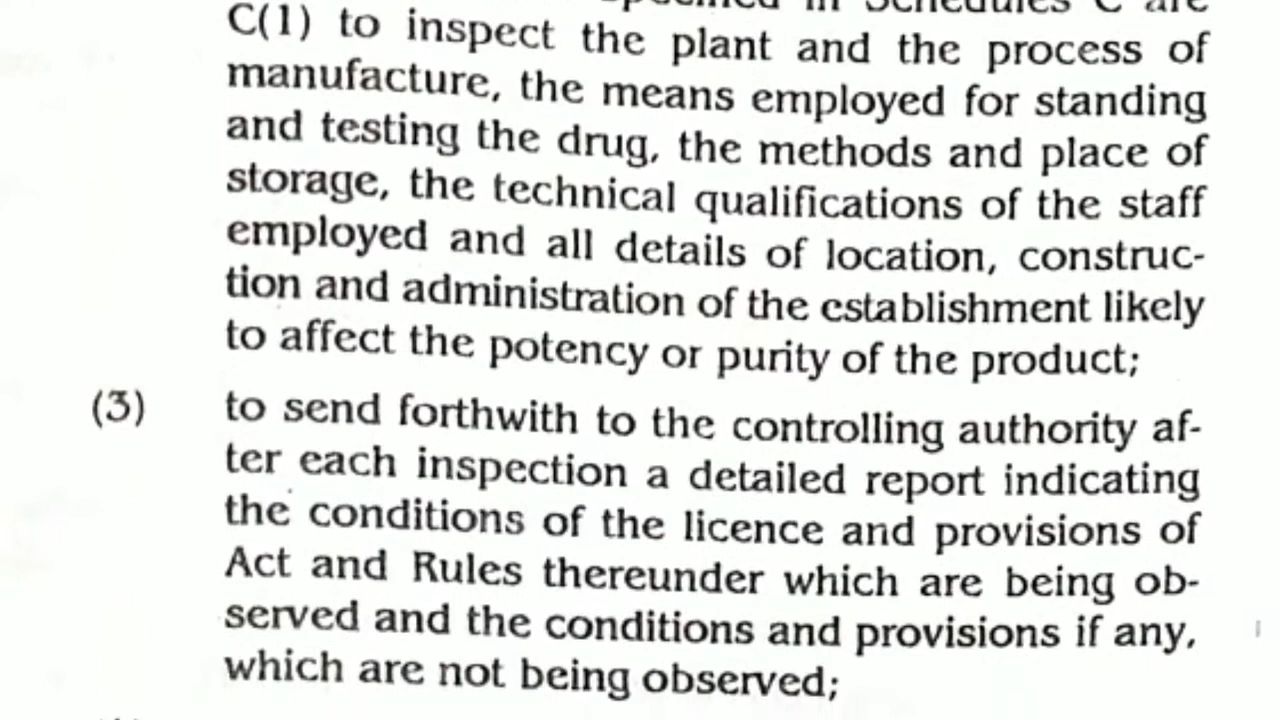 specified in Schedules C are
C(1) to inspect the plant and the process of
manufacture, the means employed for standing
and testing the drug, the methods and place of
storage, the technical qualifications of the staff
employed and all details of location, construc-
tion and administration of the establishment likely
to affect the potency or purity of the product;
(3) to send forthwith to the controlling authority af-
ter each inspection a detailed report indicating
the conditions of the licence and provisions of
Act and Rules thereunder which are being ob-
served and the conditions and provisions if any,
which are not being observed;